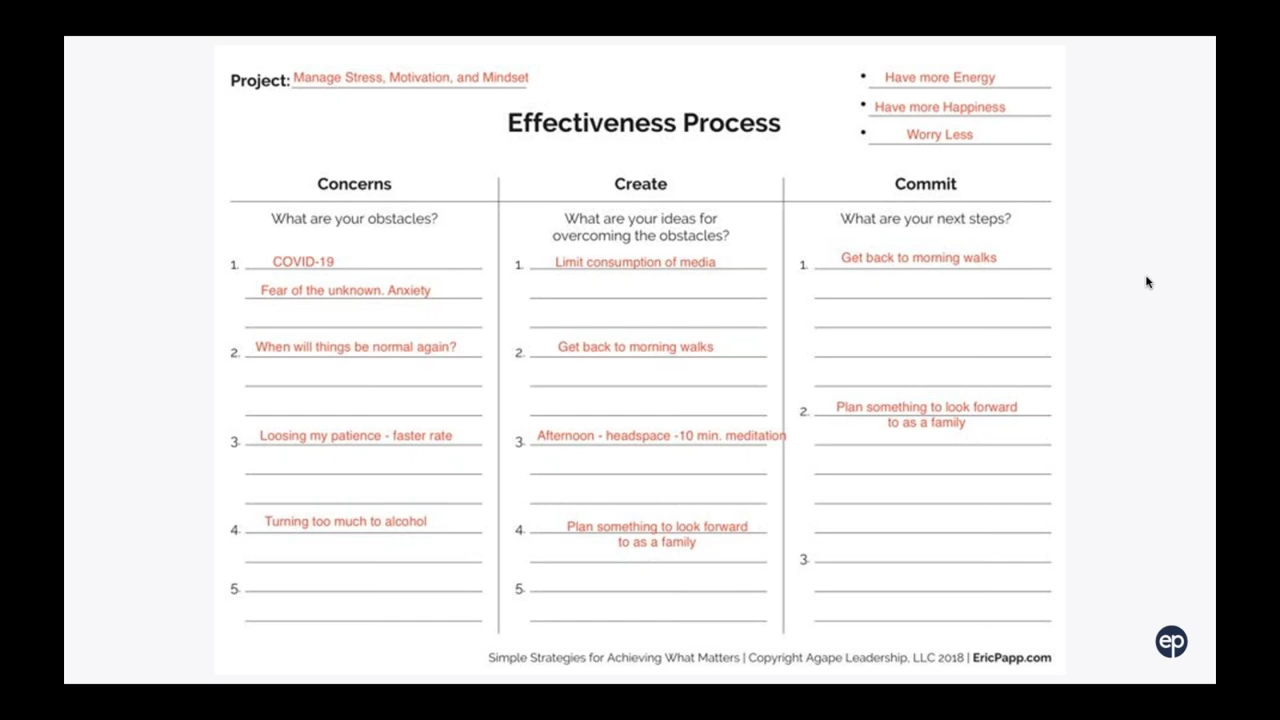 Project: Manage Stress, Motivation, and Mindset
• Have more Energy
• Have more Happiness
• Worry Less
Effectiveness Process
Concerns
What are your obstacles?
1. COVID-19
Fear of the unknown. Anxiety
2. When will things be normal again?
3. Loosing my patience - faster rate
4. Turning too much to alcohol
5.
Create
What are your ideas for
overcoming the obstacles?
1. Limit consumption of media
2. Get back to morning walks
3. Afternoon - headspace -10 min. meditation
4. Plan something to look forward
to as a family
5.
Commit
What are your next steps?
1. Get back to morning walks
2. Plan something to look forward
to as a family
3.
Simple Strategies for Achieving What Matters | Copyright Agape Leadership, LLC 2018 | EricPapp.com
ep